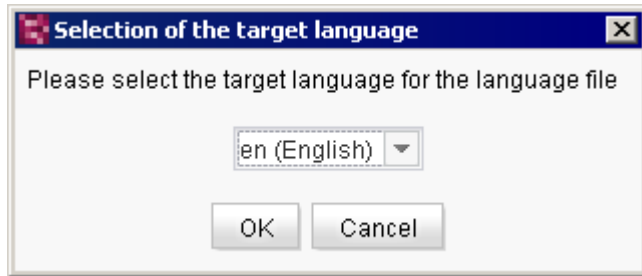 Selection of the target language
Please select the target language for the language file
en (English)
OK Cancel